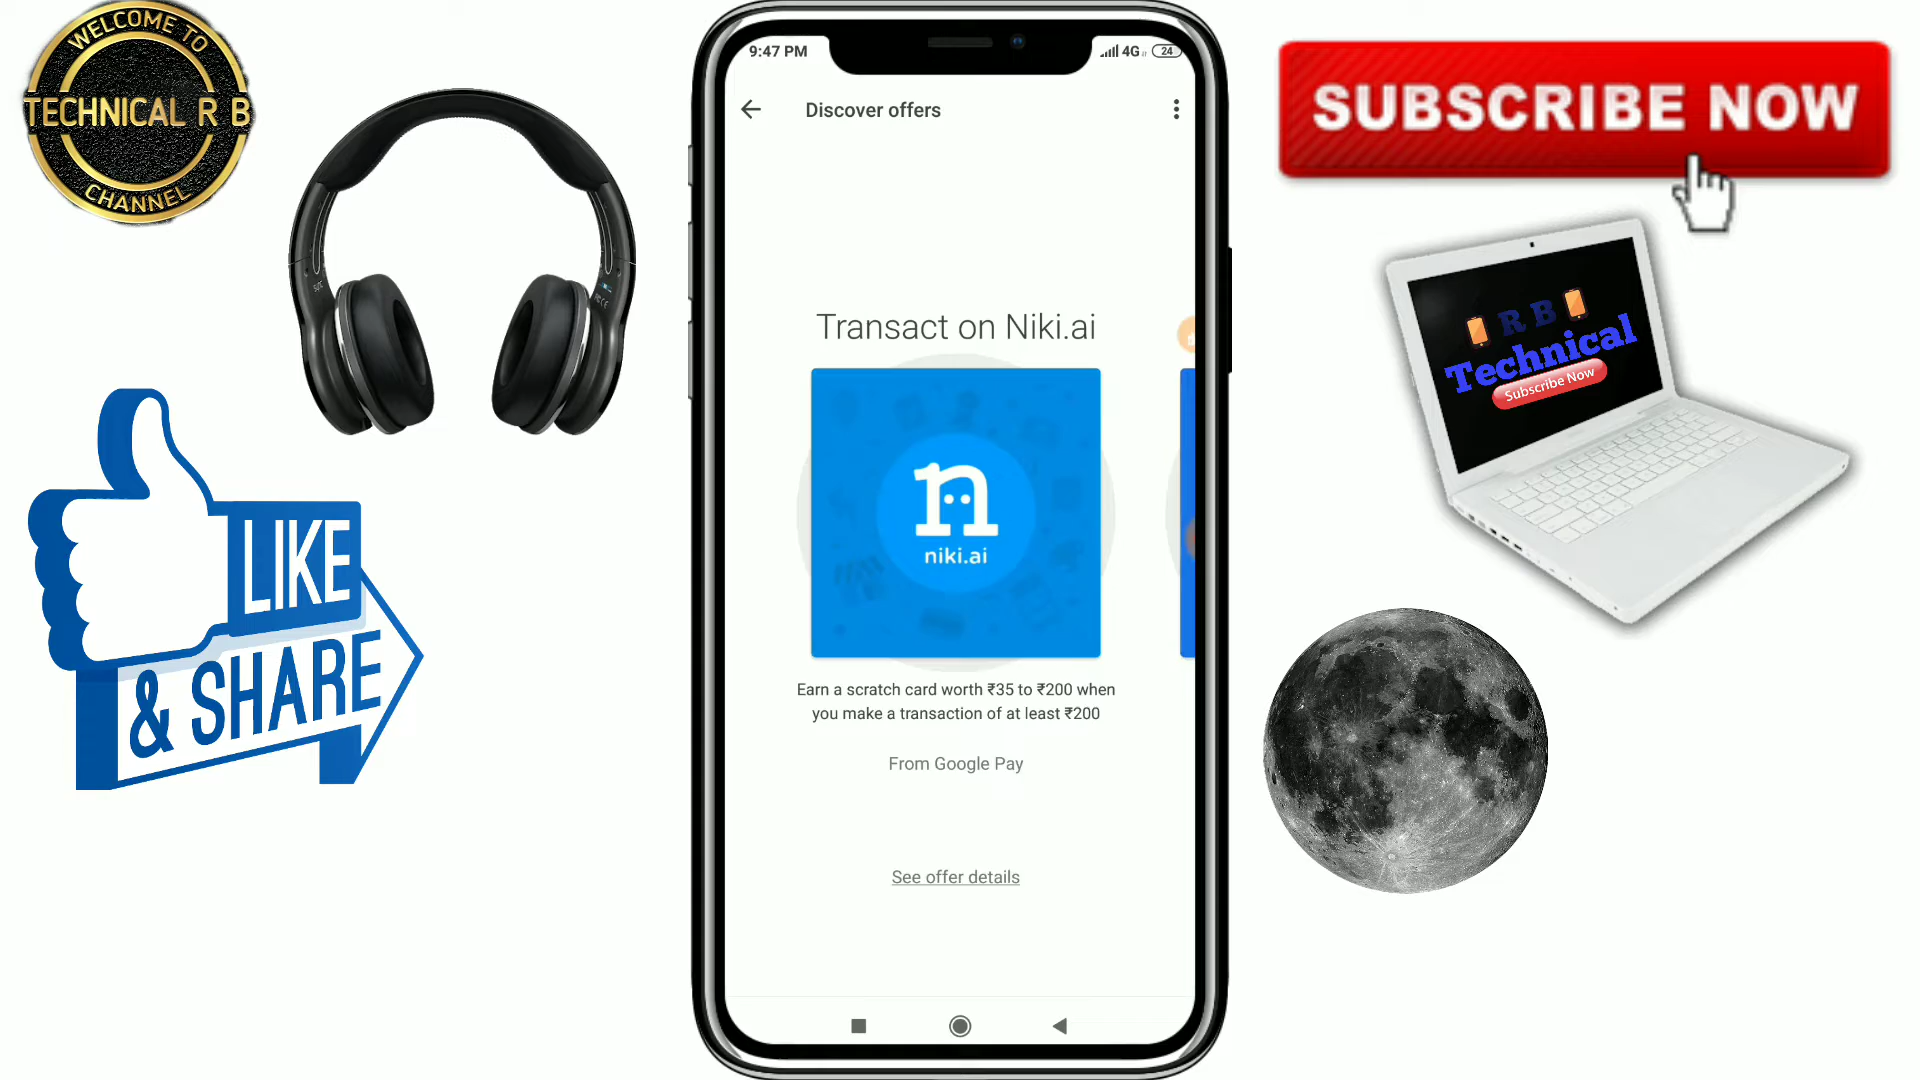 WELCOME TO
TECHNICAL R B
CHANNEL
9:47 PM
4G
24
Discover offers
SUBSCRIBE NOW
R B
Technical
Subscribe Now
Transact on Niki.ai
n
niki.ai
LIKE
& SHARE
Earn a scratch card worth ₹35 to ₹200 when
you make a transaction of at least ₹200
From Google Pay
See offer details